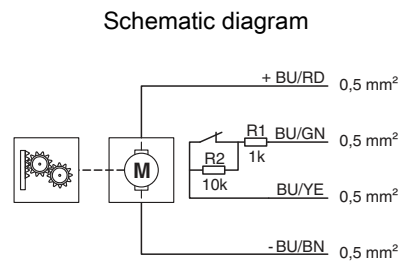 Schematic diagram
+ BU/RD 0,5 mm²
R1 BU/GN 0,5 mm²
1k
R2
10k
M
BU/YE 0,5 mm²
- BU/BN 0,5 mm²